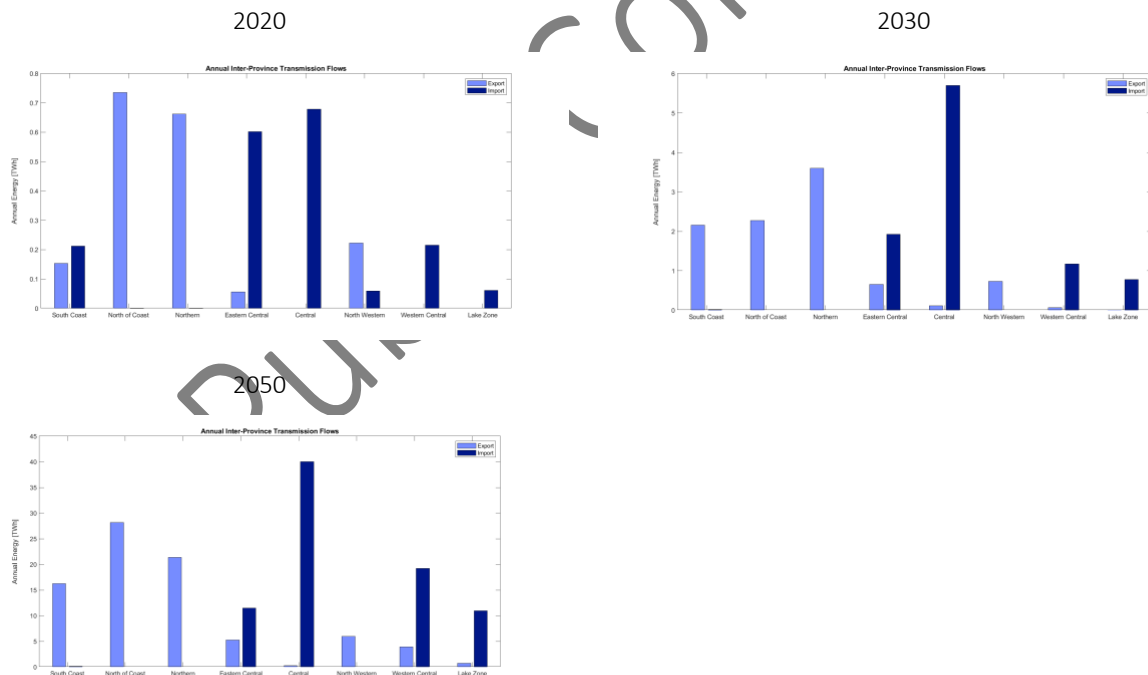 2020
Annual Inter-Province Transmission Flows
Export
Import
Annual Energy [TWh]
0.8
0.7
0.6
0.5
0.4
0.3
0.2
0.1
0
South Coast North of Coast Northern Eastern Central Central North Western Western Central Lake Zone
2030
Annual Inter-Province Transmission Flows
Export
Import
Annual Energy [TWh]
6
5
4
3
2
1
0
South Coast North of Coast Northern Eastern Central Central North Western Western Central Lake Zone
2050
Annual Inter-Province Transmission Flows
Export
Import
Annual Energy [TWh]
45
40
35
30
25
20
15
10
5
0
South Coast North of Coast Northern Eastern Central Central North Western Western Central Lake Zone